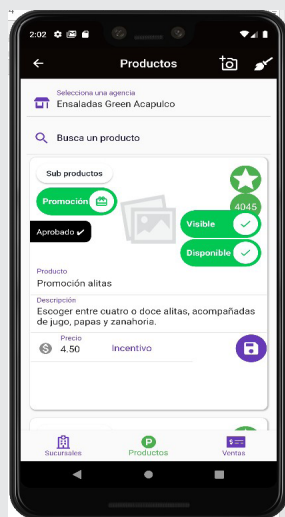 2:02
Productos
Selecciona una agencia
Ensaladas Green Acapulco
Busca un producto
Sub productos
Promoción
4045
Aprobado
Visible
Disponible
Producto
Promoción alitas
Descripción
Escoger entre cuatro o doce alitas, acompañadas
de jugo, papas y zanahoria.
Precio
4.50
Incentivo
Sucursales
Productos
Ventas